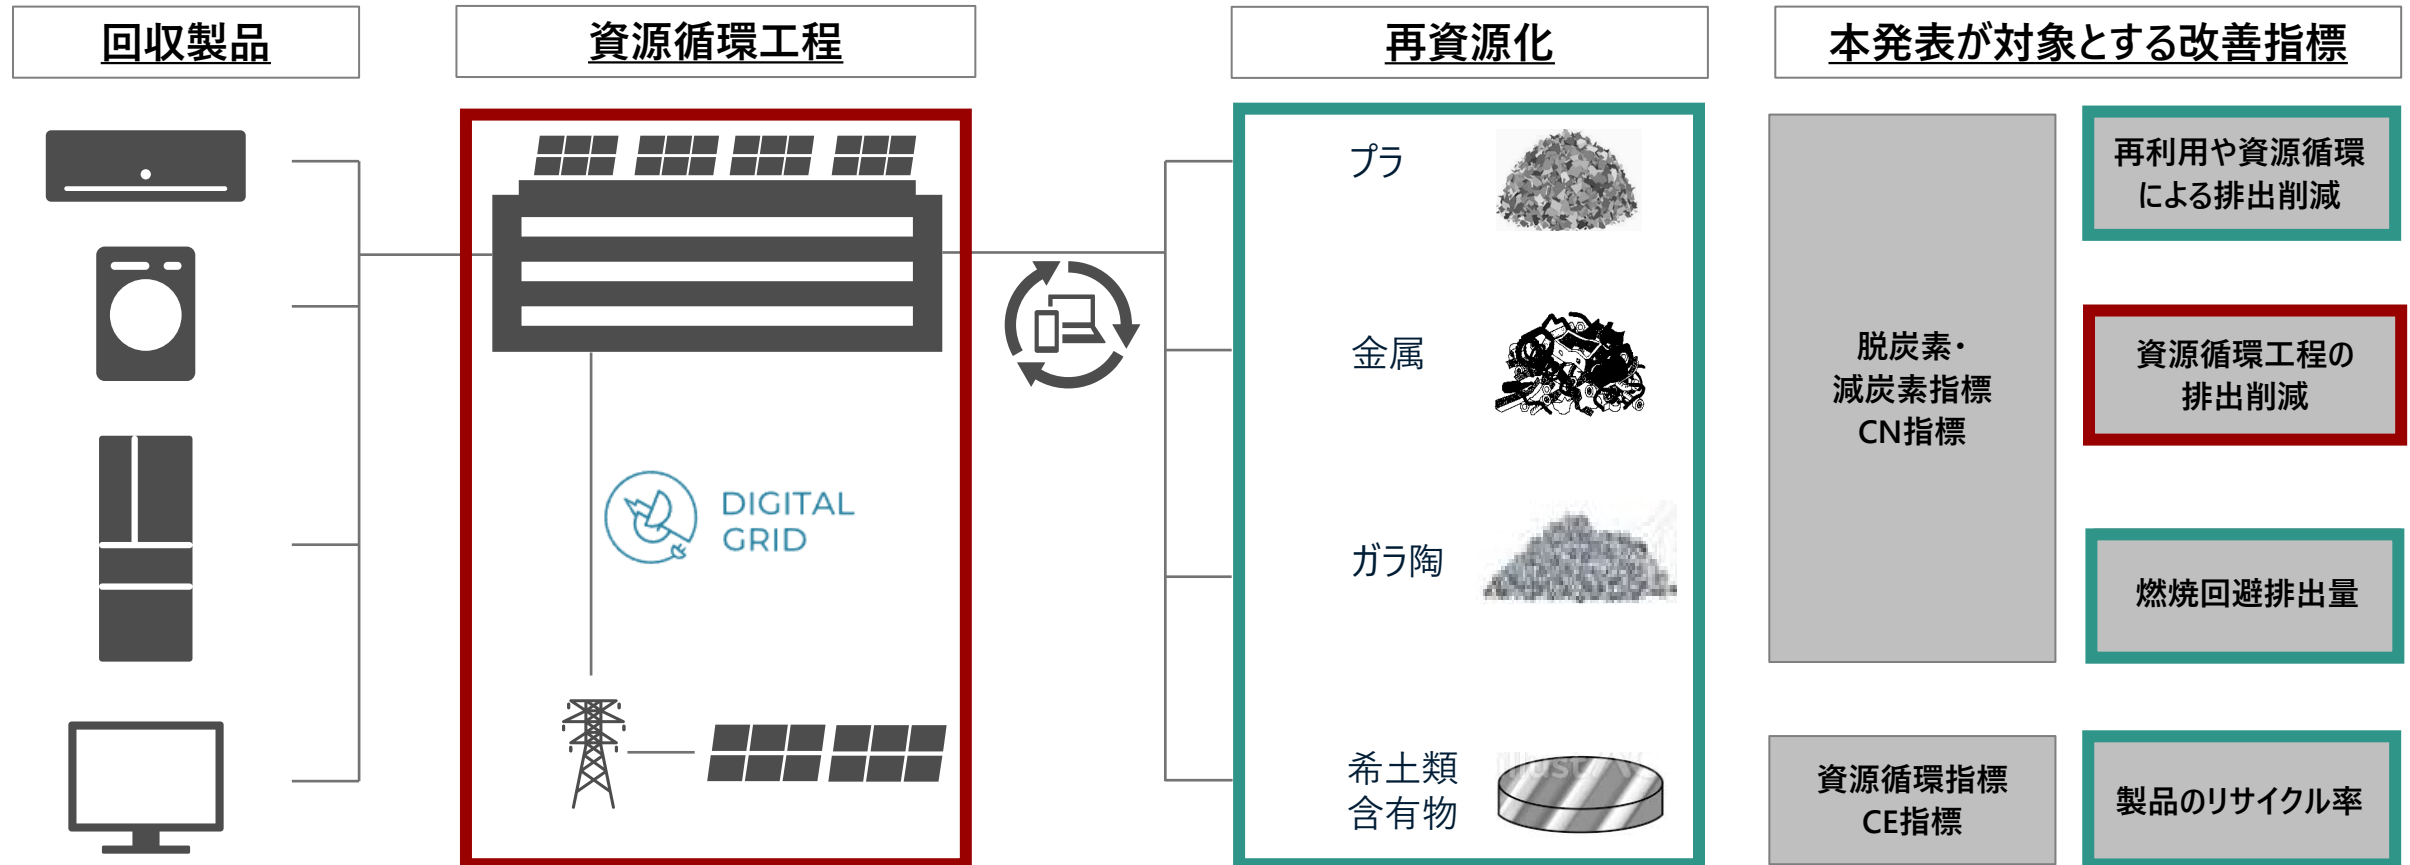 回収製品
資源循環工程
再資源化
本発表が対象とする改善指標
DIGITAL
GRID
プラ
金属
ガラ陶
希土類
含有物
脱炭素・
減炭素指標
CN指標
再利用や資源循環
による排出削減
資源循環工程の
排出削減
燃焼回避排出量
資源循環指標
CE指標
製品のリサイクル率